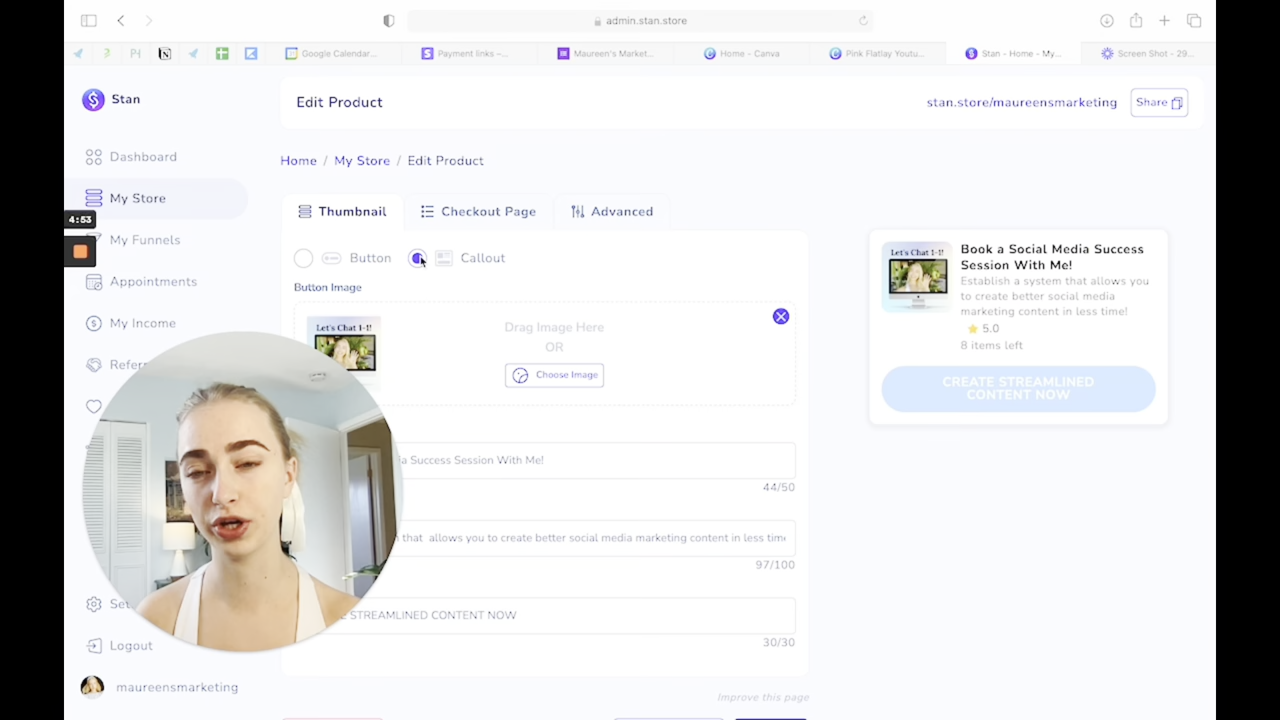 admin.stan.store
Google Calendar...
Payment links –...
Maureen's Market...
Home - Canva
Pink Flatlay Youtu...
Stan - Home - My...
Screen Shot - 29...
Stan
Edit Product
stan.store/maureensmarketing
Share
Dashboard
Home / My Store / Edit Product
My Store
Thumbnail
Checkout Page
Advanced
4:53
My Funnels
Button
Callout
Book a Social Media Success
Session With Me!
Establish a system that allows you
to create better social media
marketing content in less time!
5.0
8 items left
Let's Chat 1-1!
Appointments
Button Image
My Income
Let's Chat 1-1!
Drag Image Here
OR
Choose Image
Refer
CREATE STREAMLINED
CONTENT NOW
a Success Session With Me!
44/50
that allows you to create better social media marketing content in less time
97/100
Set
STREAMLINED CONTENT NOW
30/30
Logout
maureensmarketing
Improve this page